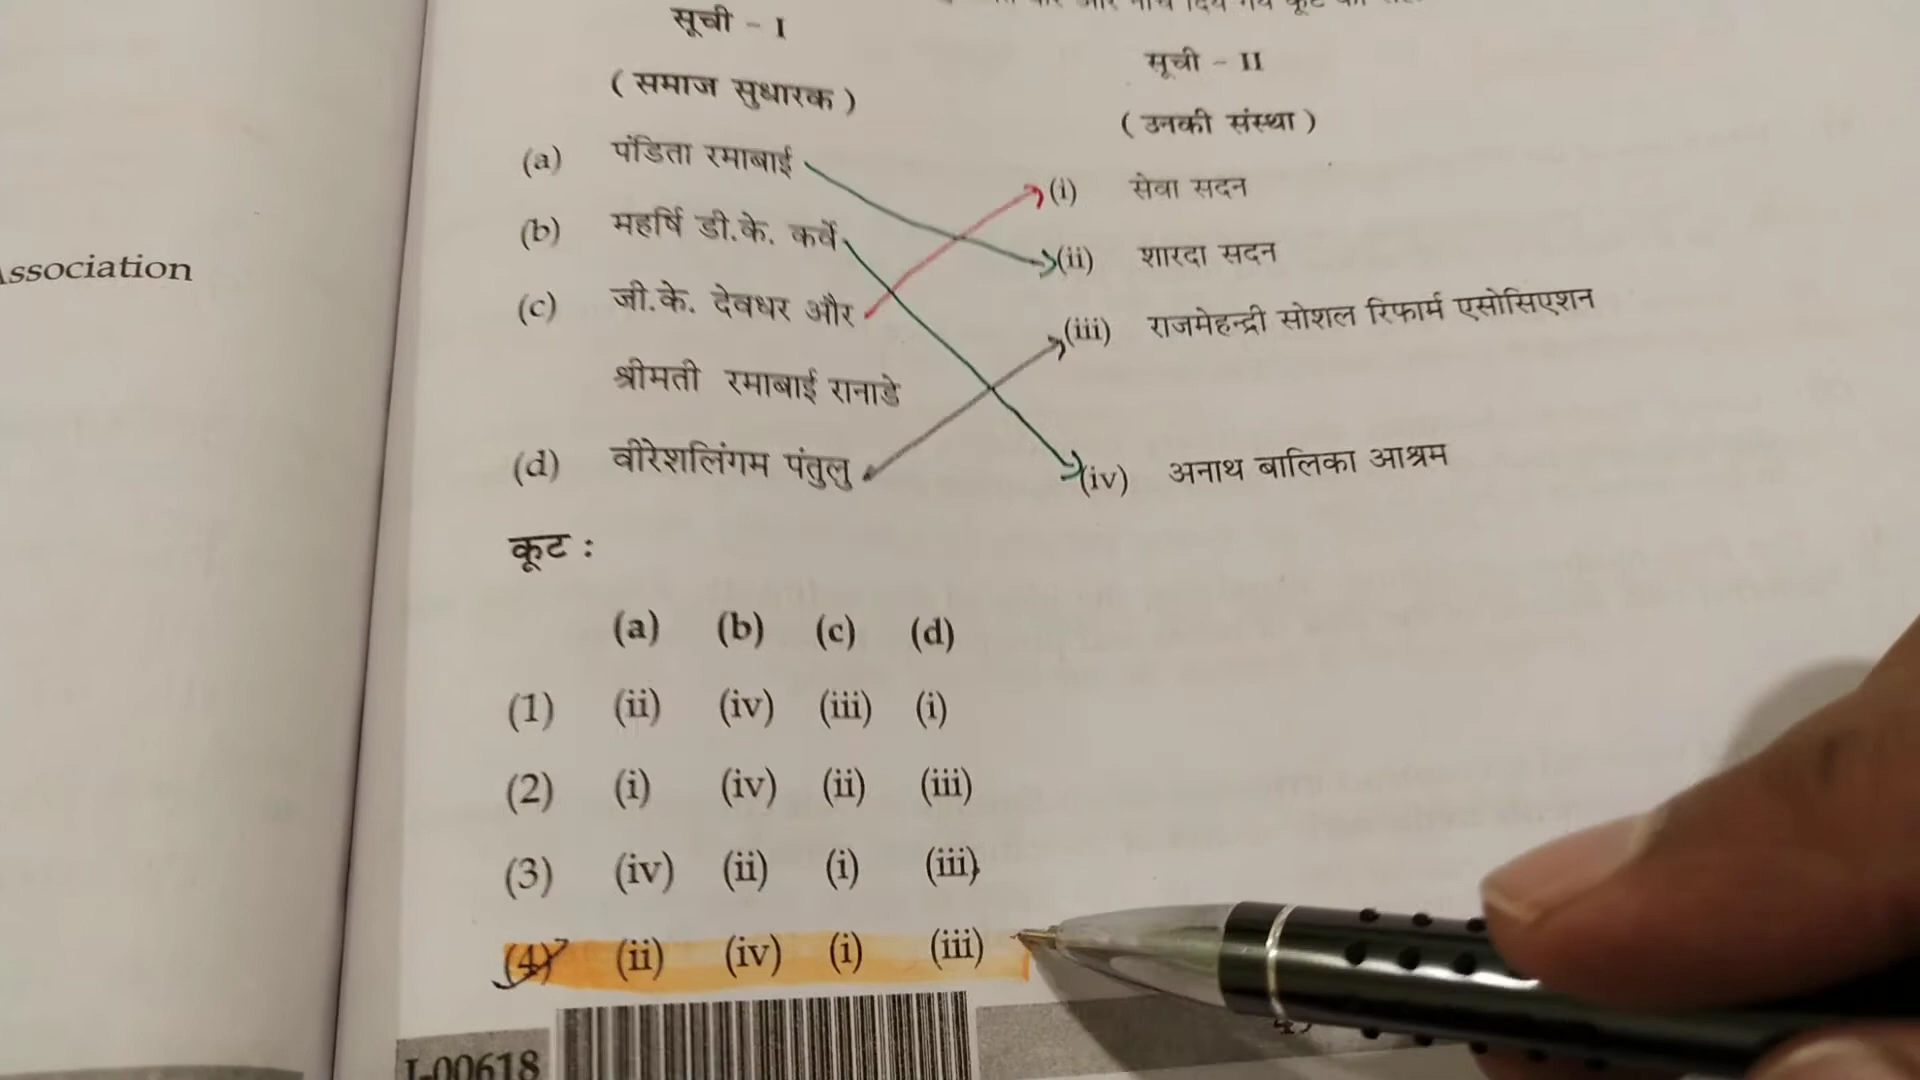 नीचे दिये गये कूट
सूची - I
सूची - II
( समाज सुधारक )
( उनकी संस्था )
(a) पंडिता रमाबाई
(i) सेवा सदन
(b) महर्षि डी.के. कर्वे
(ii) शारदा सदन
(c) जी.के. देवधर और
श्रीमती रमाबाई रानाडे
(iii) राजमेहन्द्री सोशल रिफार्म एसोसिएशन
(d) वीरेशलिंगम पंतुलु
(iv) अनाथ बालिका आश्रम
कूट :
(a) (b) (c) (d)
(1) (ii) (iv) (iii) (i)
(2) (i) (iv) (ii) (iii)
(3) (iv) (ii) (i) (iii)
(4) (ii) (iv) (i) (iii)
J-00618
Association